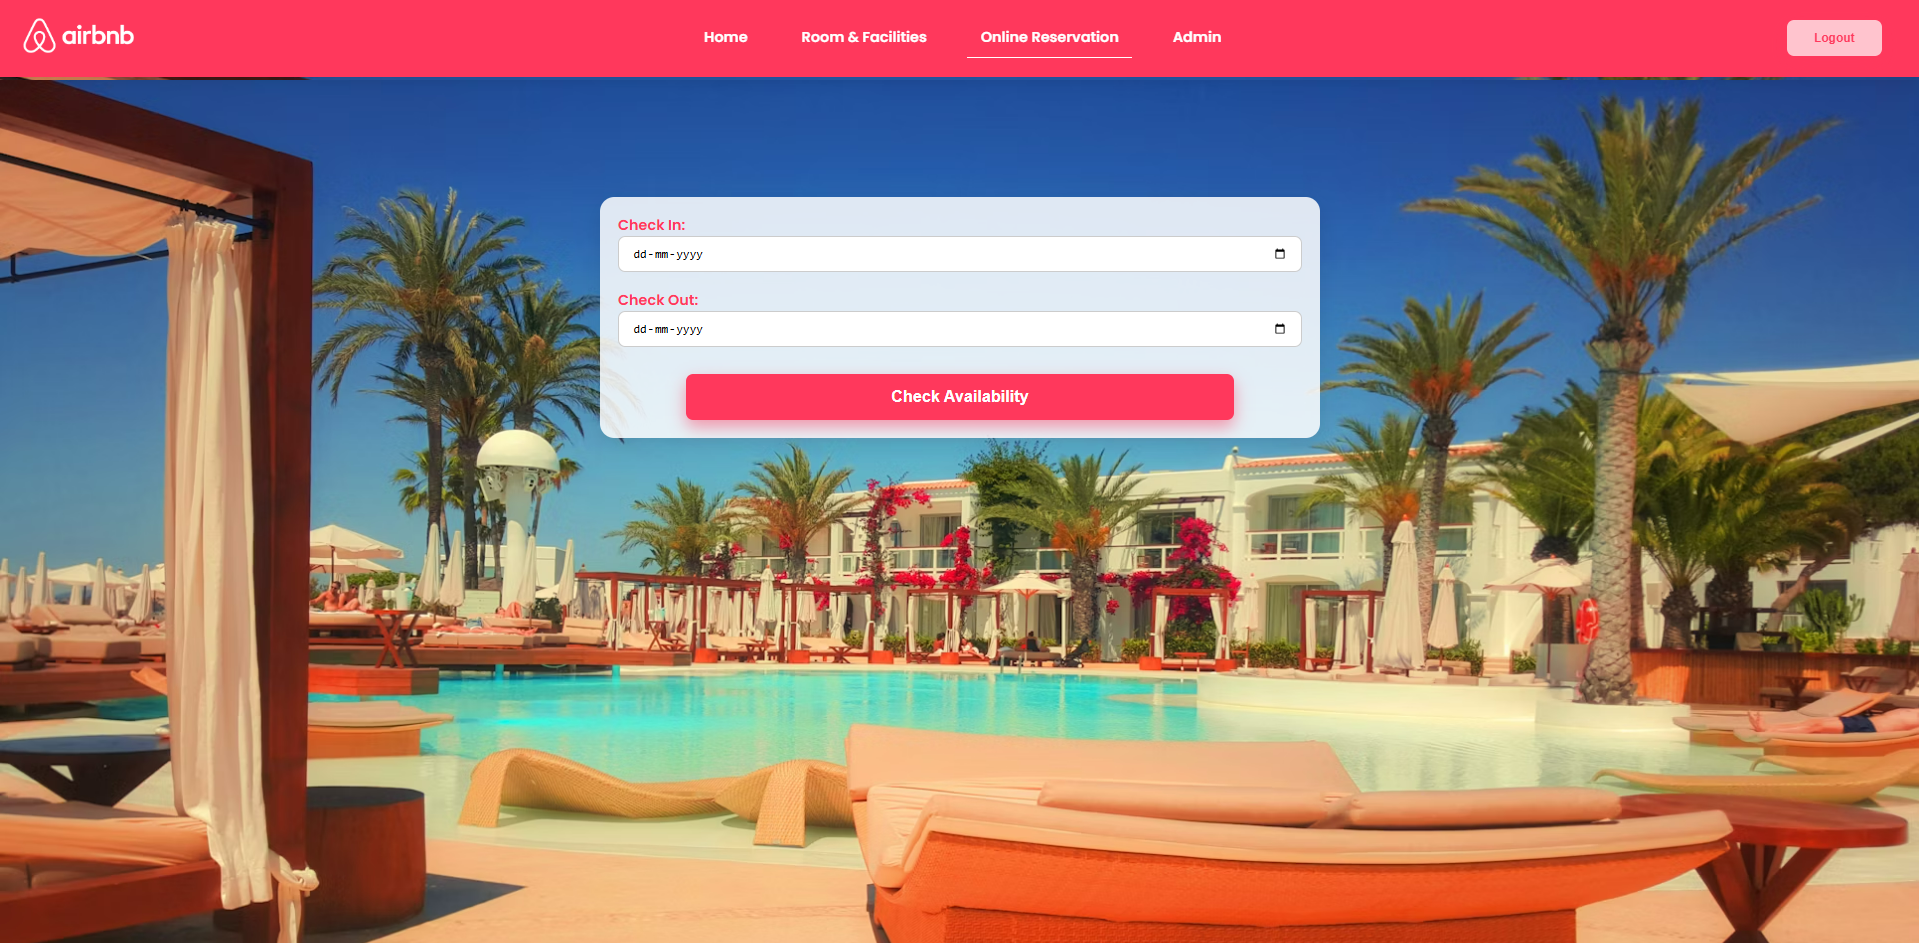 airbnb
Home
Room & Facilities
Online Reservation
Admin
Logout
Check In:
dd-mm-yyyy
Check Out:
dd-mm-yyyy
Check Availability